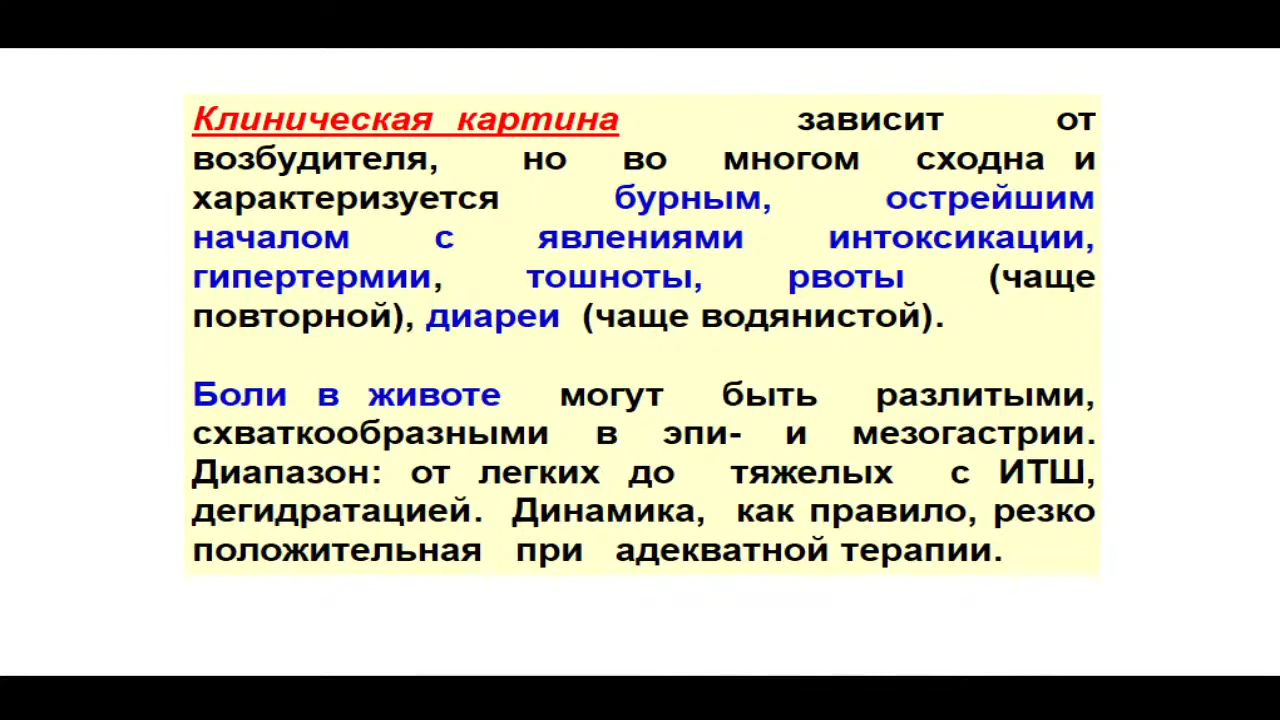 Клиническая картина зависит от
возбудителя, но во многом сходна и
характеризуется бурным, острейшим
началом с явлениями интоксикации,
гипертермии, тошноты, рвоты (чаще
повторной), диареи (чаще водянистой).
Боли в животе могут быть разлитыми,
схваткообразными в эпи- и мезогастрии.
Диапазон: от легких до тяжелых с ИТШ,
дегидратацией. Динамика, как правило, резко
положительная при адекватной терапии.